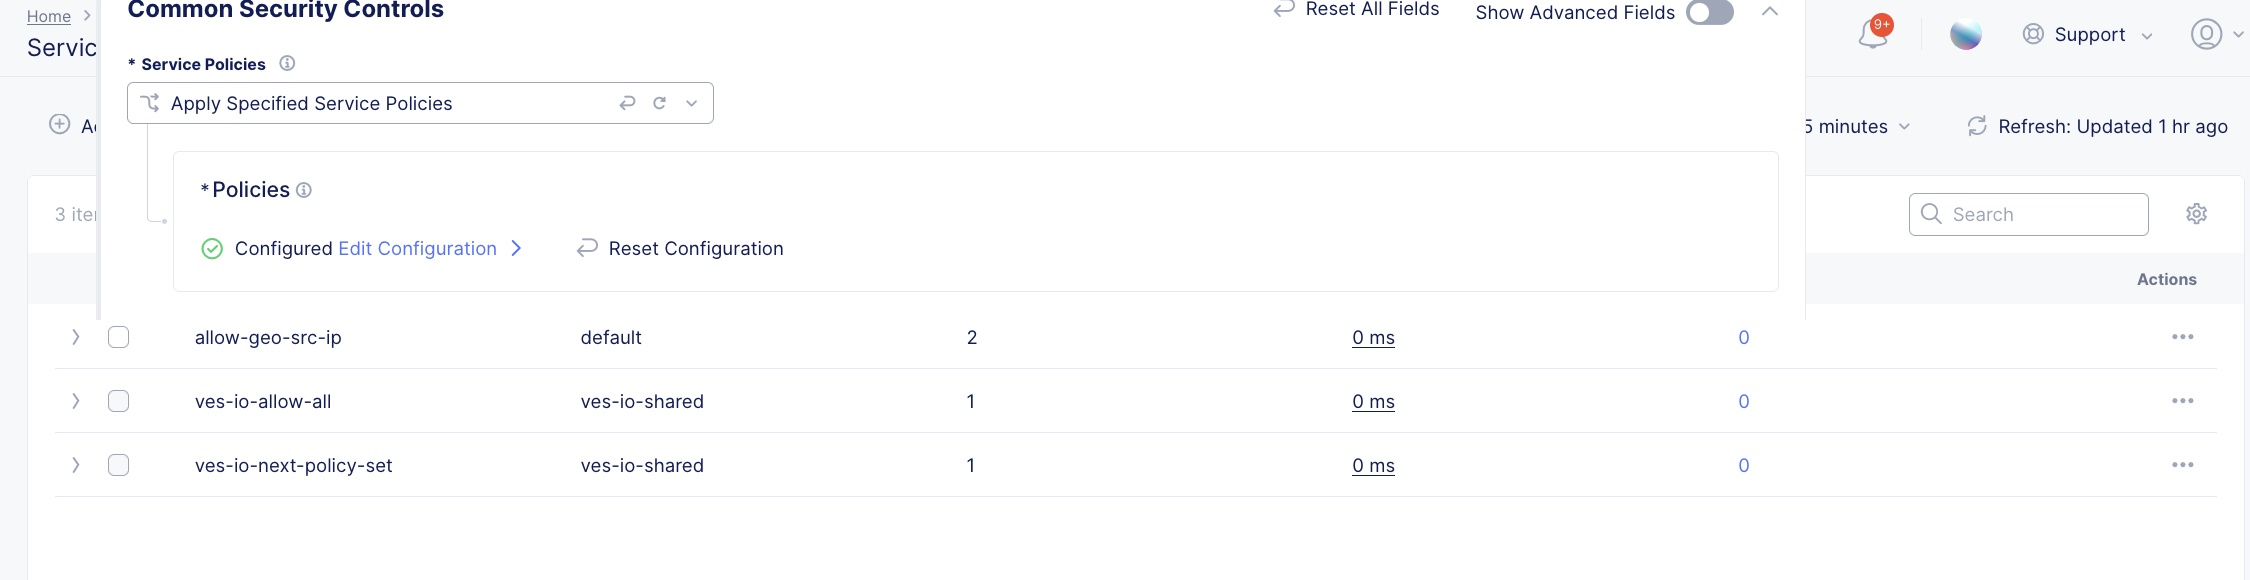 Home
Servic
Common Security Controls
Reset All Fields
Show Advanced Fields
9+
Support
* Service Policies
Apply Specified Service Policies
5 minutes
Refresh: Updated 1 hr ago
* Policies
Configured Edit Configuration
Reset Configuration
3 iter
Search
Actions
allow-geo-src-ip default 2 0 ms 0
ves-io-allow-all ves-io-shared 1 0 ms 0
ves-io-next-policy-set ves-io-shared 1 0 ms 0